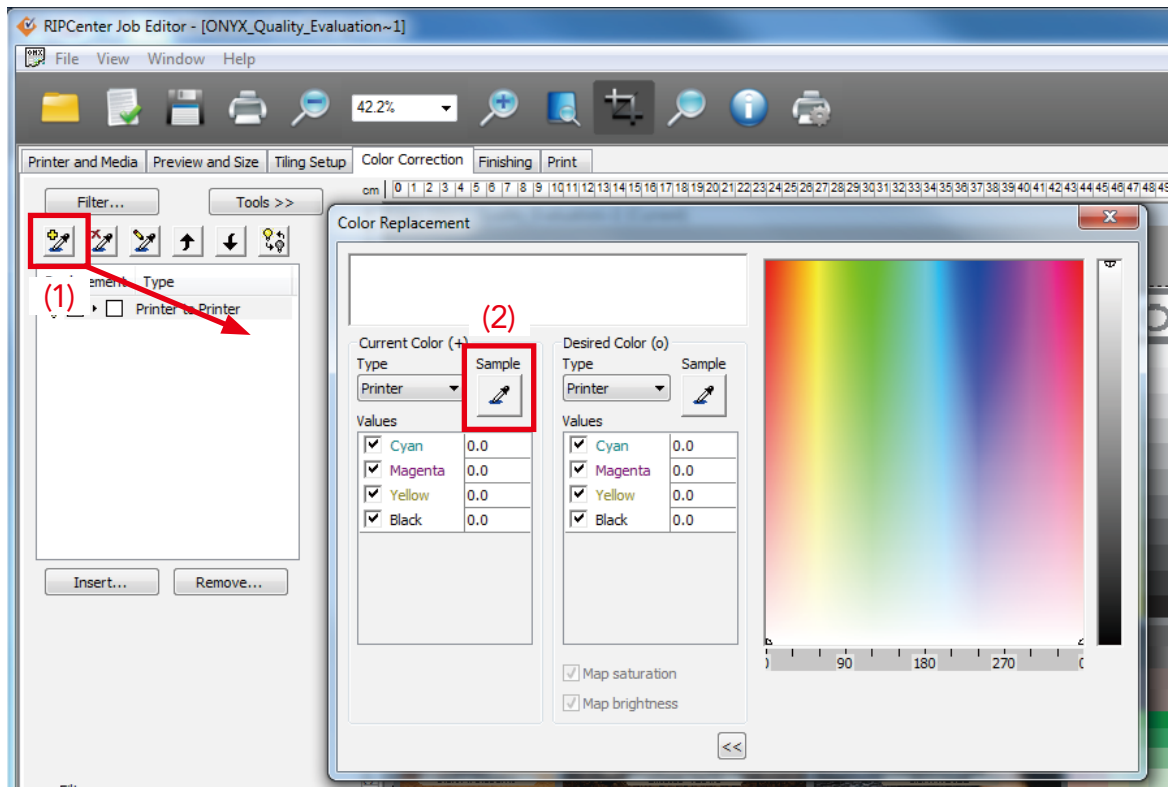 RIPCenter Job Editor - [ONYX_Quality_Evaluation~1]
File View Window Help
42.2%
Printer and Media Preview and Size Tiling Setup Color Correction Finishing Print
cm 0 1 2 3 4 5 6 7 8 9 10 11 12 13 14 15 16 17 18 19 20 21 22 23 24 25 26 27 28 29 30 31 32 33 34 35 36 37 38 39 40 41 42 43 44 45 46 47 48 49
Filter... Tools >>
Color Replacement
Type
(1)
Printer to Printer
(2)
Current Color (+) Desired Color (o)
Type Sample Type Sample
Printer Printer
Values Values
Cyan 0.0 Cyan 0.0
Magenta 0.0 Magenta 0.0
Yellow 0.0 Yellow 0.0
Black 0.0 Black 0.0
Insert... Remove...
90 180 270
Map saturation
Map brightness
<<